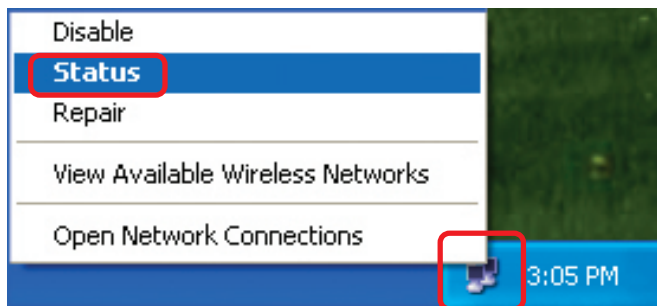 Disable
Status
Repair
View Available Wireless Networks
Open Network Connections
3:05 PM